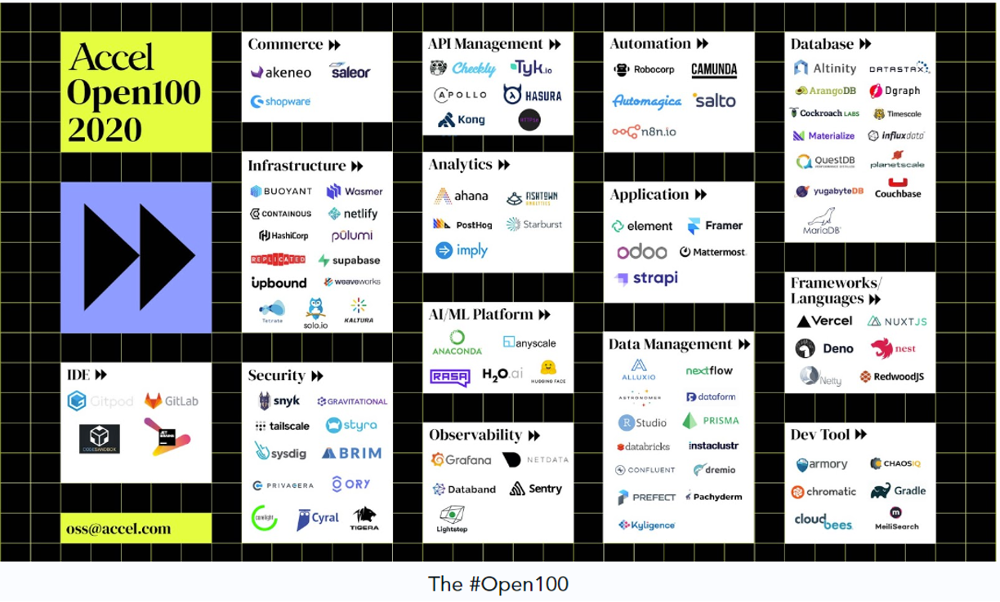 Accel
Open100
2020
IDE
Gitpod GitLab
CODESANDBOX JET BRAINS
oss@accel.com
Commerce
akeneo saleor
shopware
Infrastructure
BUOYANT Wasmer
CONTAINOUS netlify
HashiCorp pulumi
REPLICATED supabase
upbound weaveworks
Tetrate solo.io KALTURA
Security
snyk GRAVITATIONAL
tailscale styra
sysdig BRIM
PRIVACERA ORY
corelight Cyral TIGERA
API Management
Checkly Tyk.io
APOLLO HASURA
Kong HTTPSE
Analytics
ahana FISHTOWN ANALYTICS
PostHog Starburst
imply
AI/ML Platform
ANACONDA anyscale
RASA H2O.ai HUGGING FACE
Observability
Grafana NETDATA
Databand Sentry
Lightstep
Automation
Robocorp CAMUNDA
Automagica salto
n8n.io
Application
element Framer
odoo Mattermost
strapi
Data Management
ALLUXIO nextflow
ASTRONOMER dataform
R Studio PRISMA
databricks instaclustr
CONFLUENT dremio
PREFECT Pachyderm
Kyligence
Database
Altinity DATASTAX
ArangoDB Dgraph
Cockroach LABS Timescale
Materialize influxdata
QuestDB planetscale
yugabyteDB Couchbase
MariaDB
Frameworks/
Languages
Vercel NUXTJS
Deno nest
Netty RedwoodJS
Dev Tool
armory CHAOSIQ
chromatic Gradle
cloudbees MeiliSearch
The #Open100